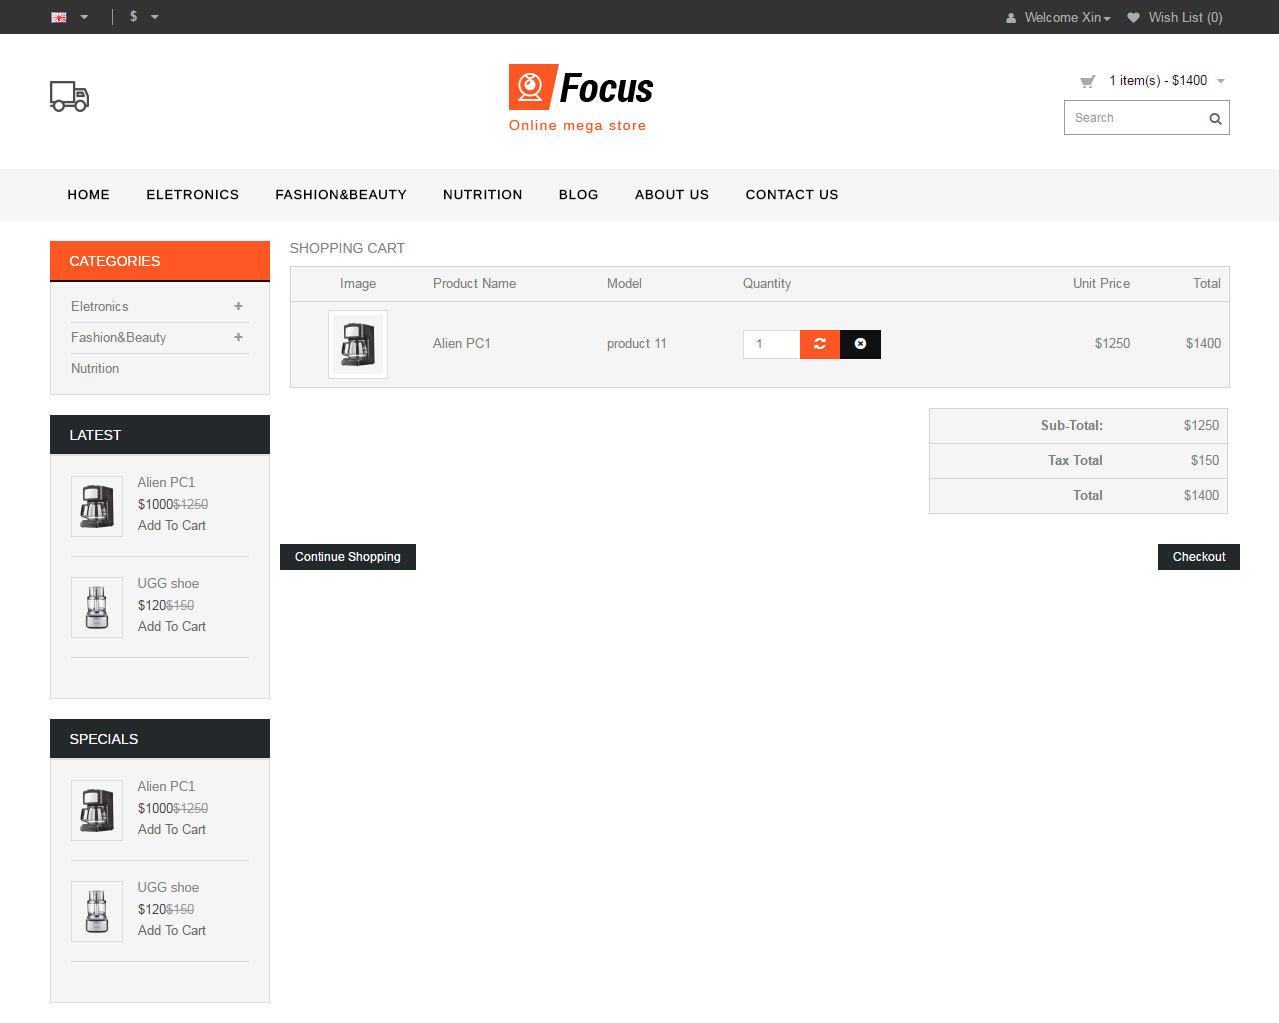 $ Welcome Xin Wish List (0)
Focus
Online mega store
1 item(s) - $1400
Search
HOME ELETRONICS FASHION&BEAUTY NUTRITION BLOG ABOUT US CONTACT US
CATEGORIES
Eletronics
Fashion&Beauty
Nutrition
LATEST
Alien PC1
$1000$1250
Add To Cart
UGG shoe
$120$150
Add To Cart
SPECIALS
Alien PC1
$1000$1250
Add To Cart
UGG shoe
$120$150
Add To Cart
SHOPPING CART
Image Product Name Model Quantity Unit Price Total
Alien PC1 product 11 1 $1250 $1400
Sub-Total: $1250
Tax Total $150
Total $1400
Continue Shopping Checkout